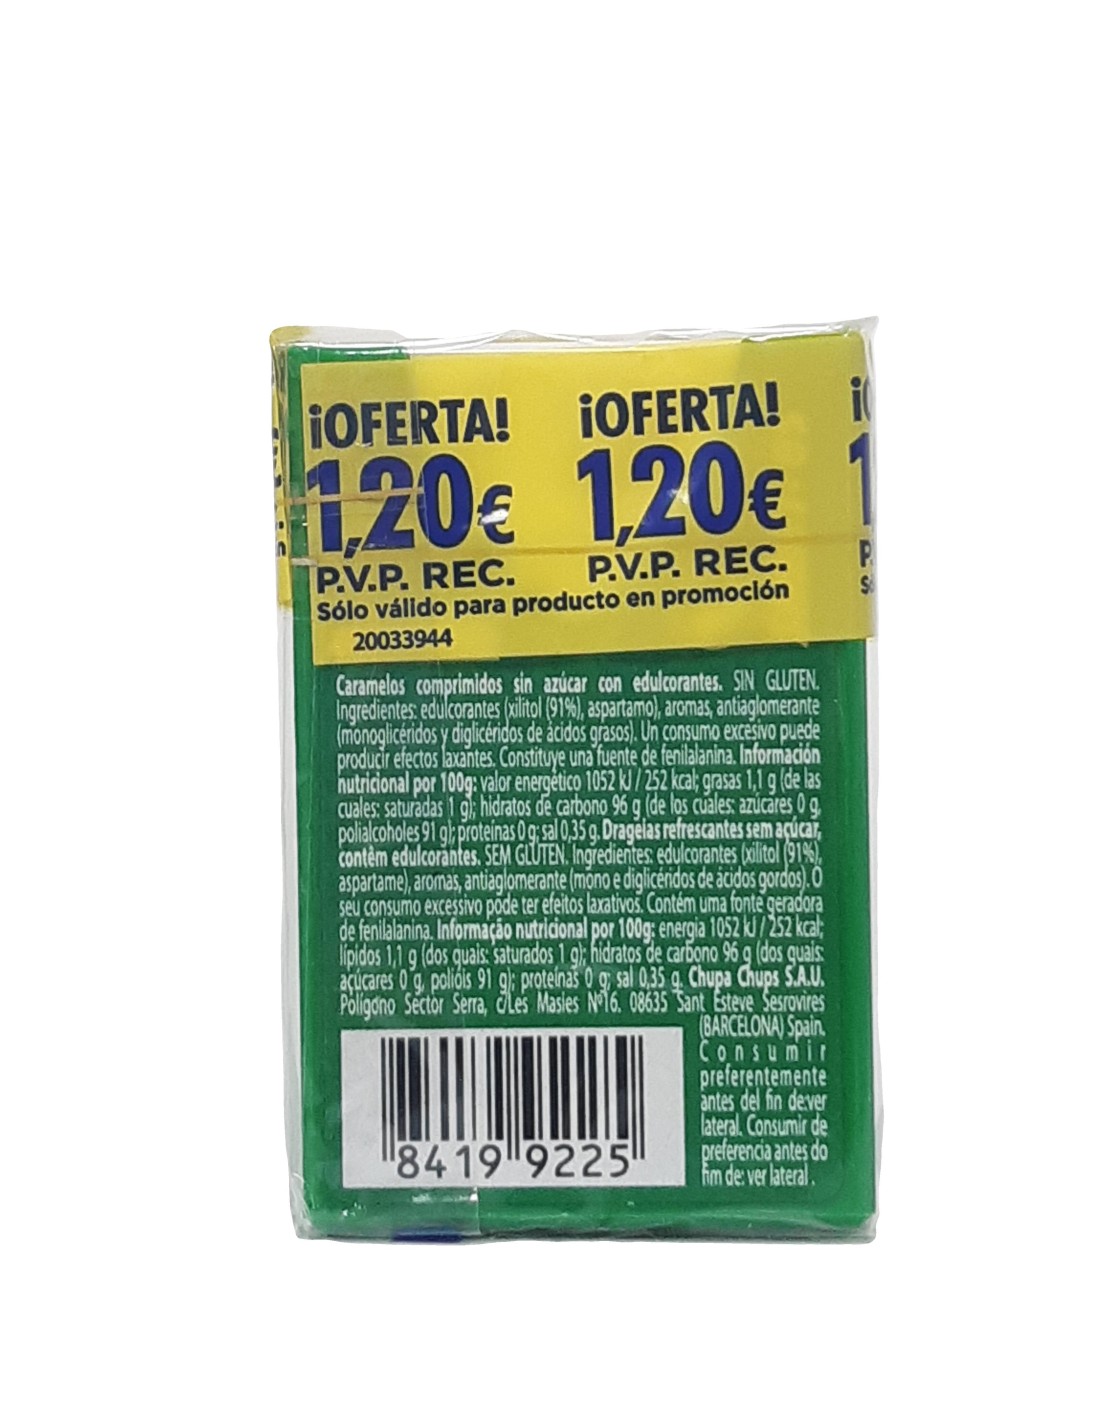 ¡OFERTA! ¡OFERTA!
1,20€ 1,20€
P.V.P. REC. P.V.P. REC.
Sólo válido para producto en promoción
20033944
Caramelos comprimidos sin azúcar con edulcorantes. SIN GLUTEN.
Ingredientes: edulcorantes (xilitol (91%), aspartamo), aromas, antiaglomerante
(monoglicéridos y diglicéridos de ácidos grasos). Un consumo excesivo puede
producir efectos laxantes. Constituye una fuente de fenilalanina. Información
nutricional por 100g: valor energético 1052 kJ / 252 kcal; grasas 1,1 g (de las
cuales: saturadas 1 g); hidratos de carbono 96 g (de los cuales: azúcares 0 g,
polialcoholes 91 g); proteínas 0 g; sal 0,35 g. Drageias refrescantes sem açúcar,
contêm edulcorantes. SEM GLÚTEN. Ingredientes: edulcorantes (xilitol (91%),
aspartame), aromas, antiaglomerante (mono e diglicéridos de ácidos gordos). O
seu consumo excessivo pode ter efeitos laxativos. Contém uma fonte geradora
de fenilalanina. Informação nutricional por 100g: energia 1052 kJ / 252 kcal;
lípidos 1,1 g (dos quais: saturados 1 g); hidratos de carbono 96 g (dos quais:
açúcares 0 g, polióis 91 g); proteínas 0 g; sal 0,35 g. Chupa Chups S.A.U.
Polígono Sector Serra, c/Les Masies Nº16. 08635 Sant Esteve Sesrovires
(BARCELONA) Spain.
Consumir
preferentemente
antes del fin de:ver
lateral. Consumir de
preferencia antes do
fim de: ver lateral.
8419 9225